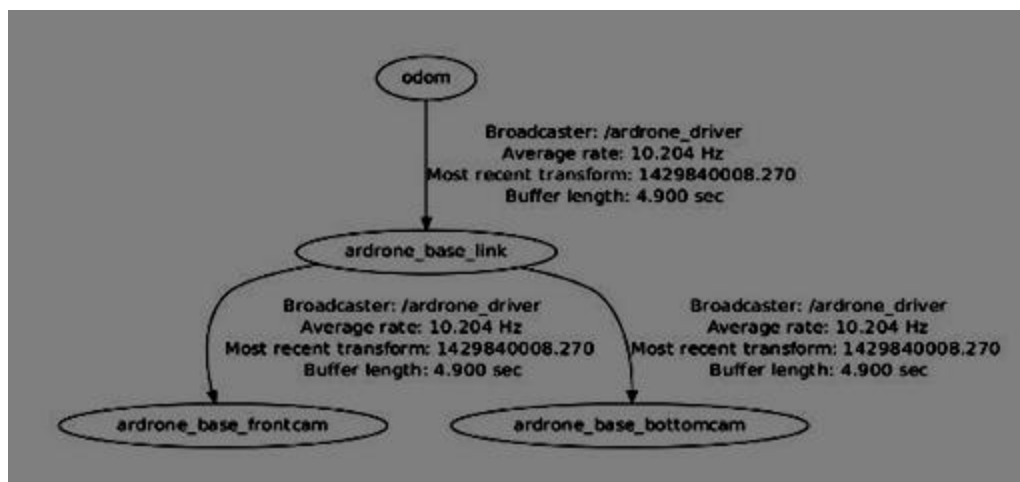 odom
Broadcaster: /ardrone_driver
Average rate: 10.204 Hz
Most recent transform: 1429840008.270
Buffer length: 4.900 sec
ardrone_base_link
Broadcaster: /ardrone_driver
Average rate: 10.204 Hz
Most recent transform: 1429840008.270
Buffer length: 4.900 sec
Broadcaster: /ardrone_driver
Average rate: 10.204 Hz
Most recent transform: 1429840008.270
Buffer length: 4.900 sec
ardrone_base_frontcam
ardrone_base_bottomcam